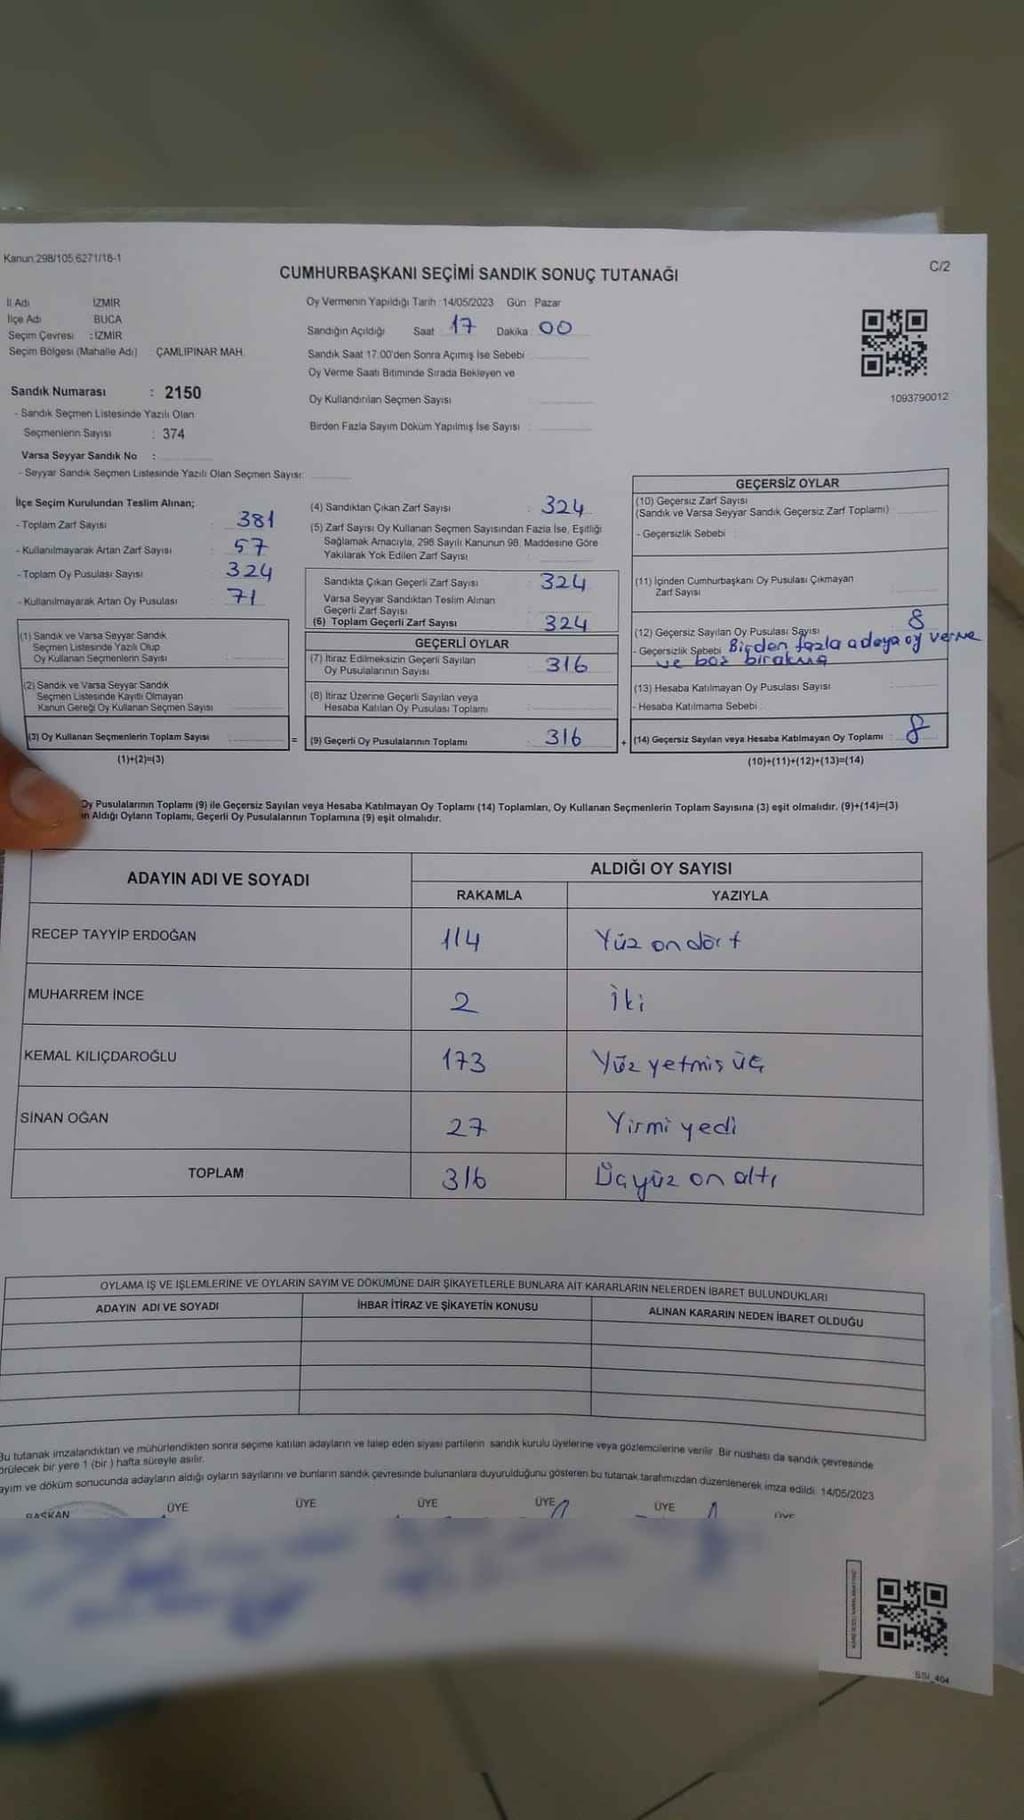 Kanun 298/105 6271/18-1
C/2
CUMHURBAŞKANI SEÇİMİ SANDIK SONUÇ TUTANAĞI
İl Adı İZMİR
İlçe Adı BUCA
Seçim Çevresi : İZMİR
Seçim Bölgesi (Mahalle Adı) ÇAMLIPINAR MAH.
Sandık Numarası : 2150
- Sandık Seçmen Listesinde Yazılı Olan
Seçmenlerin Sayısı : 374
Varsa Seyyar Sandık No :
- Seyyar Sandık Seçmen Listesinde Yazılı Olan Seçmen Sayısı:
Oy Vermenin Yapıldığı Tarih : 14/05/2023 Gün : Pazar
Sandığın Açıldığı Saat 17 Dakika 00
Sandık Saat 17:00'den Sonra Açılmış İse Sebebi
Oy Verme Saati Bitiminde Sırada Bekleyen ve
Oy Kullandırılan Seçmen Sayısı
Birden Fazla Sayım Döküm Yapılmış İse Sayısı :
1093790012
İlçe Seçim Kurulundan Teslim Alınan;
- Toplam Zarf Sayısı 381
- Kullanılmayarak Artan Zarf Sayısı 57
- Toplam Oy Pusulası Sayısı 324
- Kullanılmayarak Artan Oy Pusulası 71
(1) Sandık ve Varsa Seyyar Sandık
Seçmen Listesinde Yazılı Olup
Oy Kullanan Seçmenlerin Sayısı
(2) Sandık ve Varsa Seyyar Sandık
Seçmen Listesinde Kayıtlı Olmayan
Kanun Gereği Oy Kullanan Seçmen Sayısı
(3) Oy Kullanan Seçmenlerin Toplam Sayısı =
(1)+(2)=(3)
(4) Sandıktan Çıkan Zarf Sayısı : 324
(5) Zarf Sayısı Oy Kullanan Seçmen Sayısından Fazla İse, Eşitliği
Sağlamak Amacıyla, 298 Sayılı Kanunun 98. Maddesine Göre
Yakılarak Yok Edilen Zarf Sayısı
Sandıkta Çıkan Geçerli Zarf Sayısı 324
Varsa Seyyar Sandıktan Teslim Alınan
Geçerli Zarf Sayısı
(6) Toplam Geçerli Zarf Sayısı 324
GEÇERLİ OYLAR
(7) İtiraz Edilmeksizin Geçerli Sayılan
Oy Pusulalarının Sayısı 316
(8) İtiraz Üzerine Geçerli Sayılan veya
Hesaba Katılan Oy Pusulası Toplamı
(9) Geçerli Oy Pusulalarının Toplamı 316 +
GEÇERSİZ OYLAR
(10) Geçersiz Zarf Sayısı
(Sandık ve Varsa Seyyar Sandık Geçersiz Zarf Toplamı)
- Geçersizlik Sebebi :
(11) İçinden Cumhurbaşkanı Oy Pusulası Çıkmayan
Zarf Sayısı
(12) Geçersiz Sayılan Oy Pusulası Sayısı 8
- Geçersizlik Sebebi Birden fazla adaya oy verme
ve boş bırakma
(13) Hesaba Katılmayan Oy Pusulası Sayısı
- Hesaba Katılmama Sebebi :
(14) Geçersiz Sayılan veya Hesaba Katılmayan Oy Toplamı : 8
(10)+(11)+(12)+(13)=(14)
Oy Pusulalarının Toplamı (9) ile Geçersiz Sayılan veya Hesaba Katılmayan Oy Toplamı (14) Toplamları, Oy Kullanan Seçmenlerin Toplam Sayısına (3) eşit olmalıdır. (9)+(14)=(3)
ın Aldığı Oyların Toplamı, Geçerli Oy Pusulalarının Toplamına (9) eşit olmalıdır.
ADAYIN ADI VE SOYADI ALDIĞI OY SAYISI
RAKAMLA YAZIYLA
RECEP TAYYİP ERDOĞAN 114 Yüz on dört
MUHARREM İNCE 2 İki
KEMAL KILIÇDAROĞLU 173 Yüz yetmiş üç
SİNAN OĞAN 27 Yirmi yedi
TOPLAM 316 Üçyüz on altı
OYLAMA İŞ VE İŞLEMLERİNE VE OYLARIN SAYIM VE DÖKÜMÜNE DAİR ŞİKAYETLERLE BUNLARA AİT KARARLARIN NELERDEN İBARET BULUNDUKLARI
ADAYIN ADI VE SOYADI İHBAR İTİRAZ VE ŞİKAYETİN KONUSU ALINAN KARARIN NEDEN İBARET OLDUĞU
Bu tutanak imzalandıktan ve mühürlendikten sonra seçime katılan adayların ve talep eden siyasi partilerin sandık kurulu üyelerine veya gözlemcilerine verilir. Bir nüshası da sandık çevresinde
örülecek bir yere 1 (bir) hafta süreyle asılır.
ayım ve döküm sonucunda adayların aldığı oyların sayılarını ve bunların sandık çevresinde bulunanlara duyurulduğunu gösteren bu tutanak tarafımızdan düzenlenerek imza edildi. 14/05/2023
BAŞKAN ÜYE ÜYE ÜYE ÜYE ÜYE ÜYE